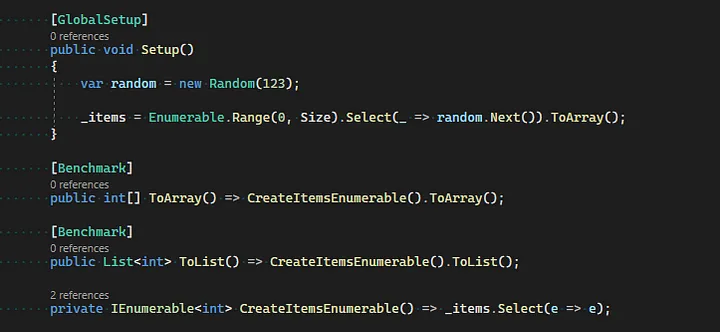 [GlobalSetup]
0 references
public void Setup()
{
var random = new Random(123);
_items = Enumerable.Range(0, Size).Select(_ => random.Next()).ToArray();
}
[Benchmark]
0 references
public int[] ToArray() => CreateItemsEnumerable().ToArray();
[Benchmark]
0 references
public List<int> ToList() => CreateItemsEnumerable().ToList();
2 references
private IEnumerable<int> CreateItemsEnumerable() => _items.Select(e => e);